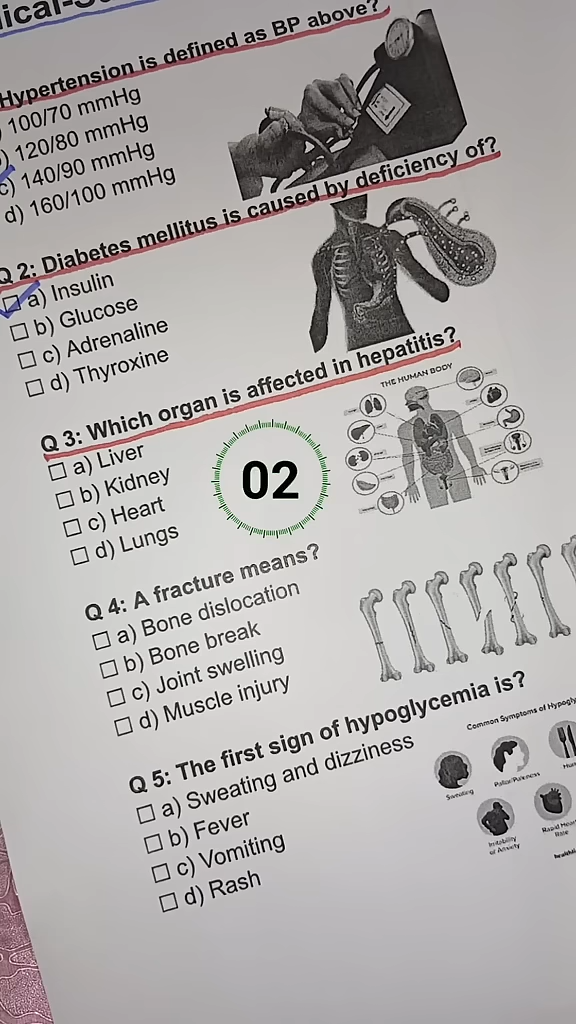 ical-S
Hypertension is defined as BP above?
100/70 mmHg
) 120/80 mmHg
c) 140/90 mmHg
d) 160/100 mmHg
Q 2: Diabetes mellitus is caused by deficiency of?
a) Insulin
b) Glucose
c) Adrenaline
d) Thyroxine
Q 3: Which organ is affected in hepatitis?
a) Liver
b) Kidney
c) Heart
d) Lungs
THE HUMAN BODY
02
Q 4: A fracture means?
a) Bone dislocation
b) Bone break
c) Joint swelling
d) Muscle injury
Q 5: The first sign of hypoglycemia is?
a) Sweating and dizziness
b) Fever
c) Vomiting
d) Rash
Common Symptoms of Hypogly
Sweating
Pallor/Paleness
Hun
Irritability or Anxiety
Rapid Heart Rate
healthli